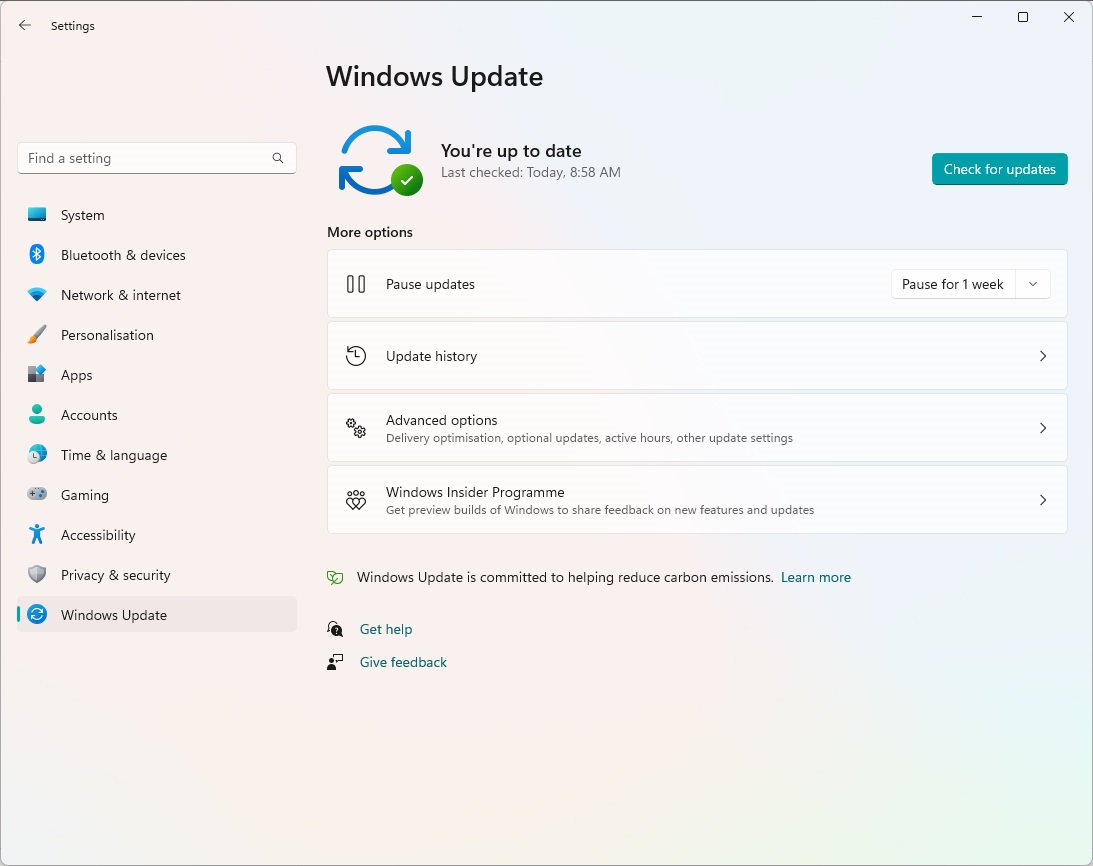 Settings
Windows Update
Find a setting
You're up to date
Last checked: Today, 8:58 AM
Check for updates
System
Bluetooth & devices
Network & internet
Personalisation
Apps
Accounts
Time & language
Gaming
Accessibility
Privacy & security
Windows Update
More options
Pause updates
Pause for 1 week
Update history
Advanced options
Delivery optimisation, optional updates, active hours, other update settings
Windows Insider Programme
Get preview builds of Windows to share feedback on new features and updates
Windows Update is committed to helping reduce carbon emissions. Learn more
Get help
Give feedback